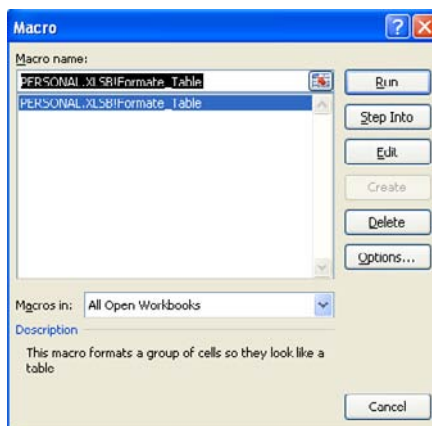 Macro
Macro name:
PERSONAL.XLSB!Formate_Table
PERSONAL.XLSB!Formate_Table
Run
Step Into
Edit
Create
Delete
Options...
Macros in:
All Open Workbooks
Description
This macro formats a group of cells so they look like a
table
Cancel